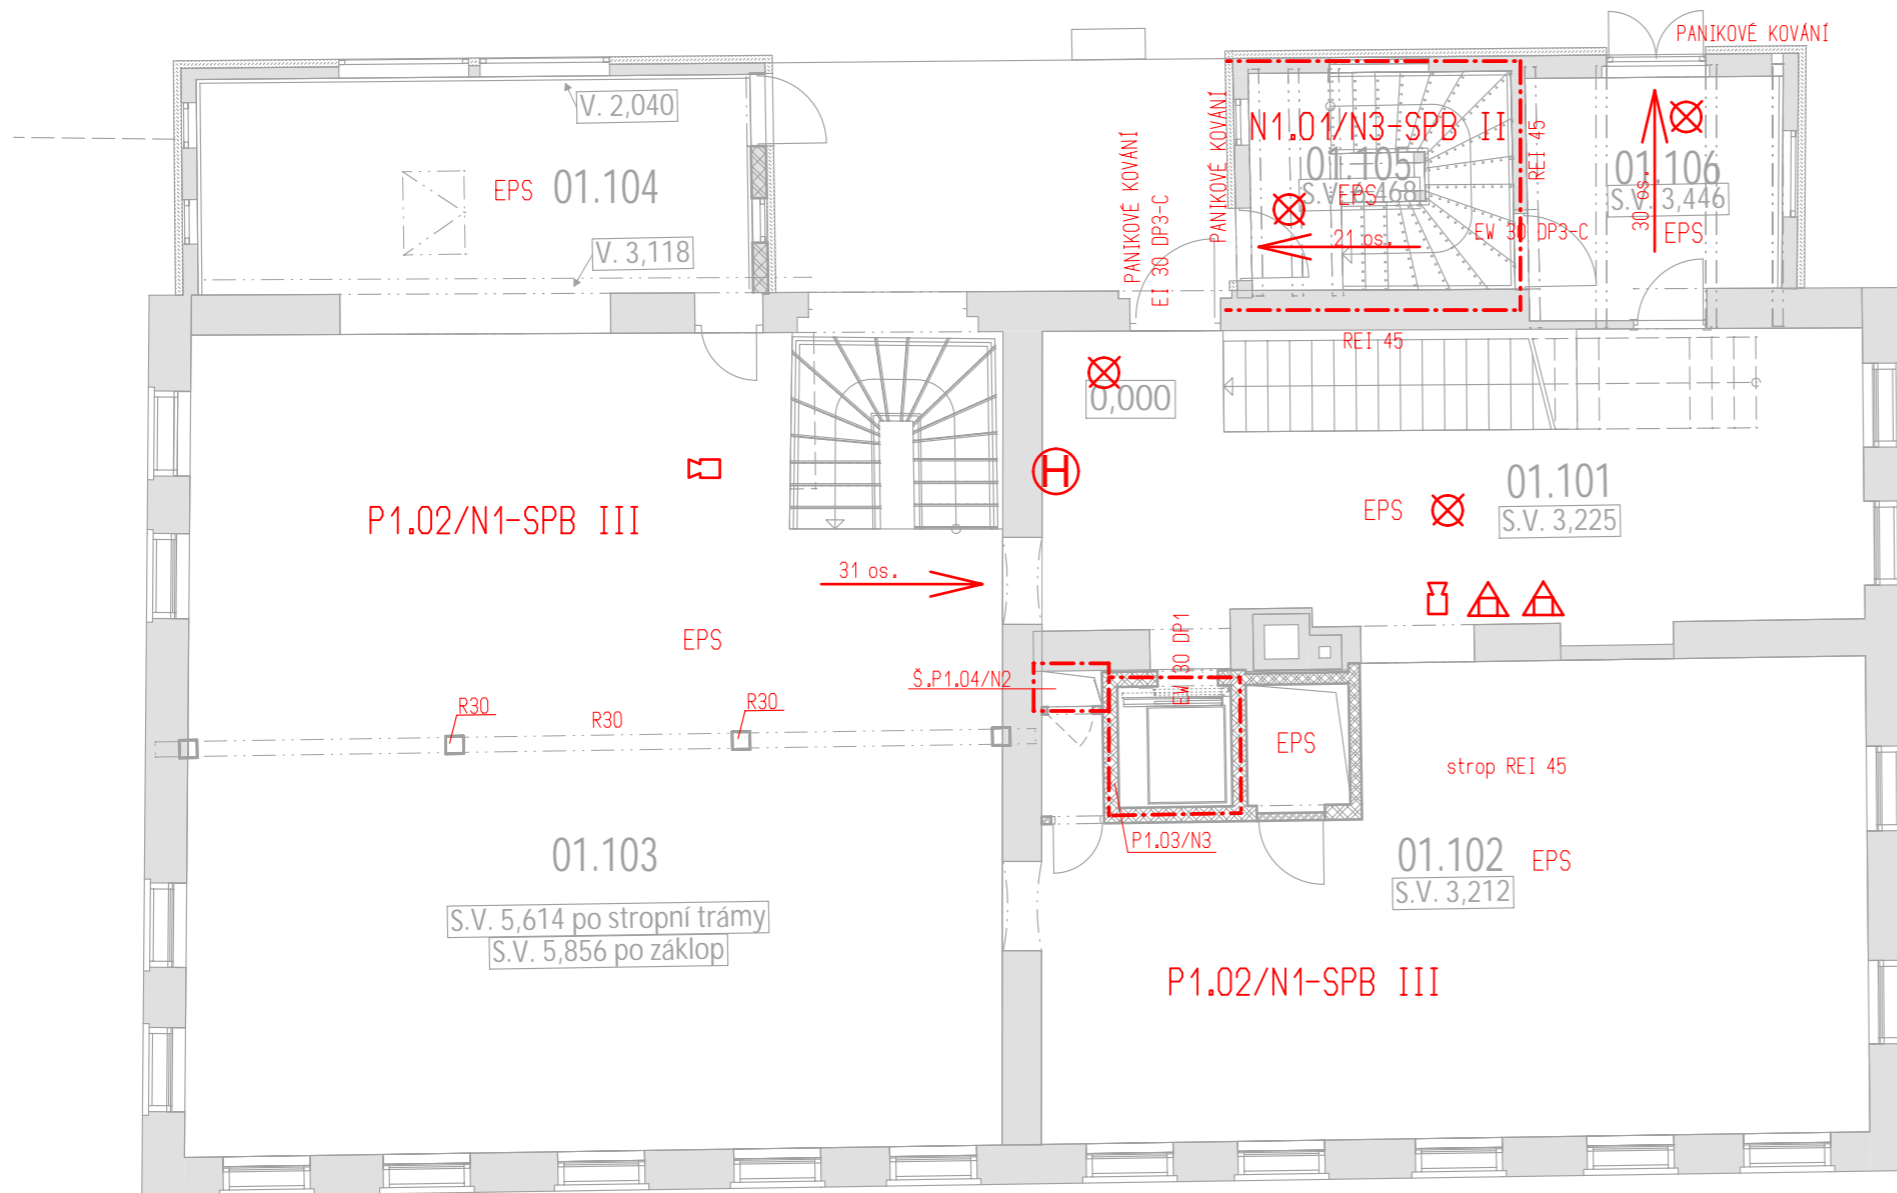 PANIKOVÉ KOVÁNÍ
V. 2,040
EPS 01.104
V. 3,118
PANIKOVÉ KOVÁNÍ
EI 30 DP3-C
PANIKOVÉ KOVÁNÍ
N1.01/N3-SPB II
01.105
EPS
21 os.
REI 45
EW 30 DP3-C
01.106
S.V. 3,446
30 os.
EPS
REI 45
0,000
H
P1.02/N1-SPB III
01.101
EPS
S.V. 3,225
31 os.
EPS
EW 30 DP1
Š.P1.04/N2
R30
R30
R30
EPS
strop REI 45
P1.03/N3
01.103
S.V. 5,614 po stropní trámy
S.V. 5,856 po záklop
01.102 EPS
S.V. 3,212
P1.02/N1-SPB III